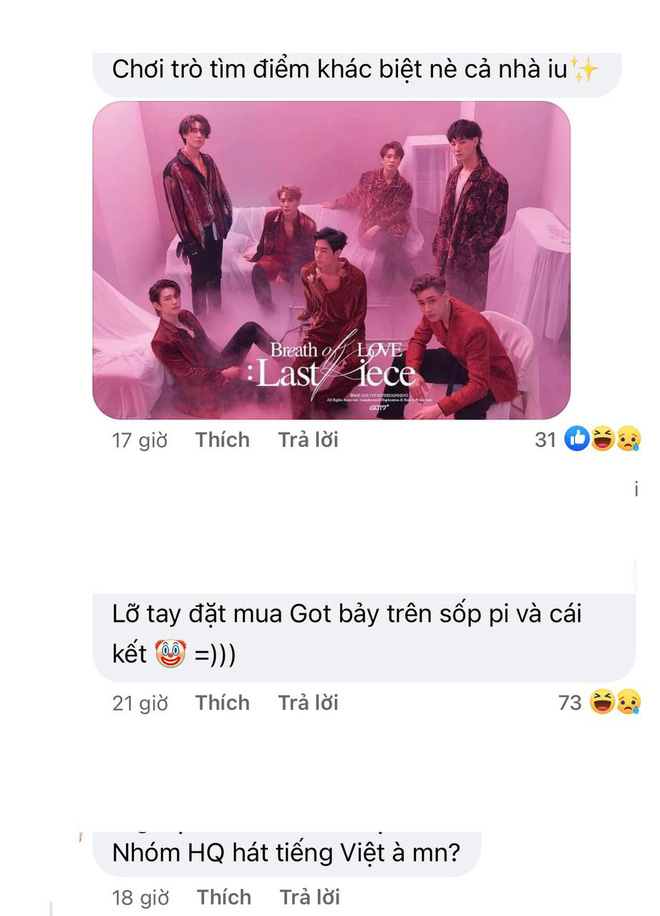 Chơi trò tìm điểm khác biệt nè cả nhà iu✨
Breath of LOVE
:Last Piece
GOT7
17 giờ Thích Trả lời 31
Lỡ tay đặt mua Got bảy trên sốp pi và cái
kết 🤡 =)))
21 giờ Thích Trả lời 73
Nhóm HQ hát tiếng Việt à mn?
18 giờ Thích Trả lời